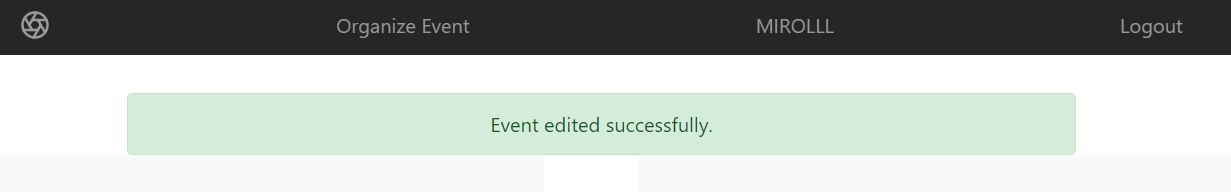 Organize Event MIROLLL Logout
Event edited successfully.